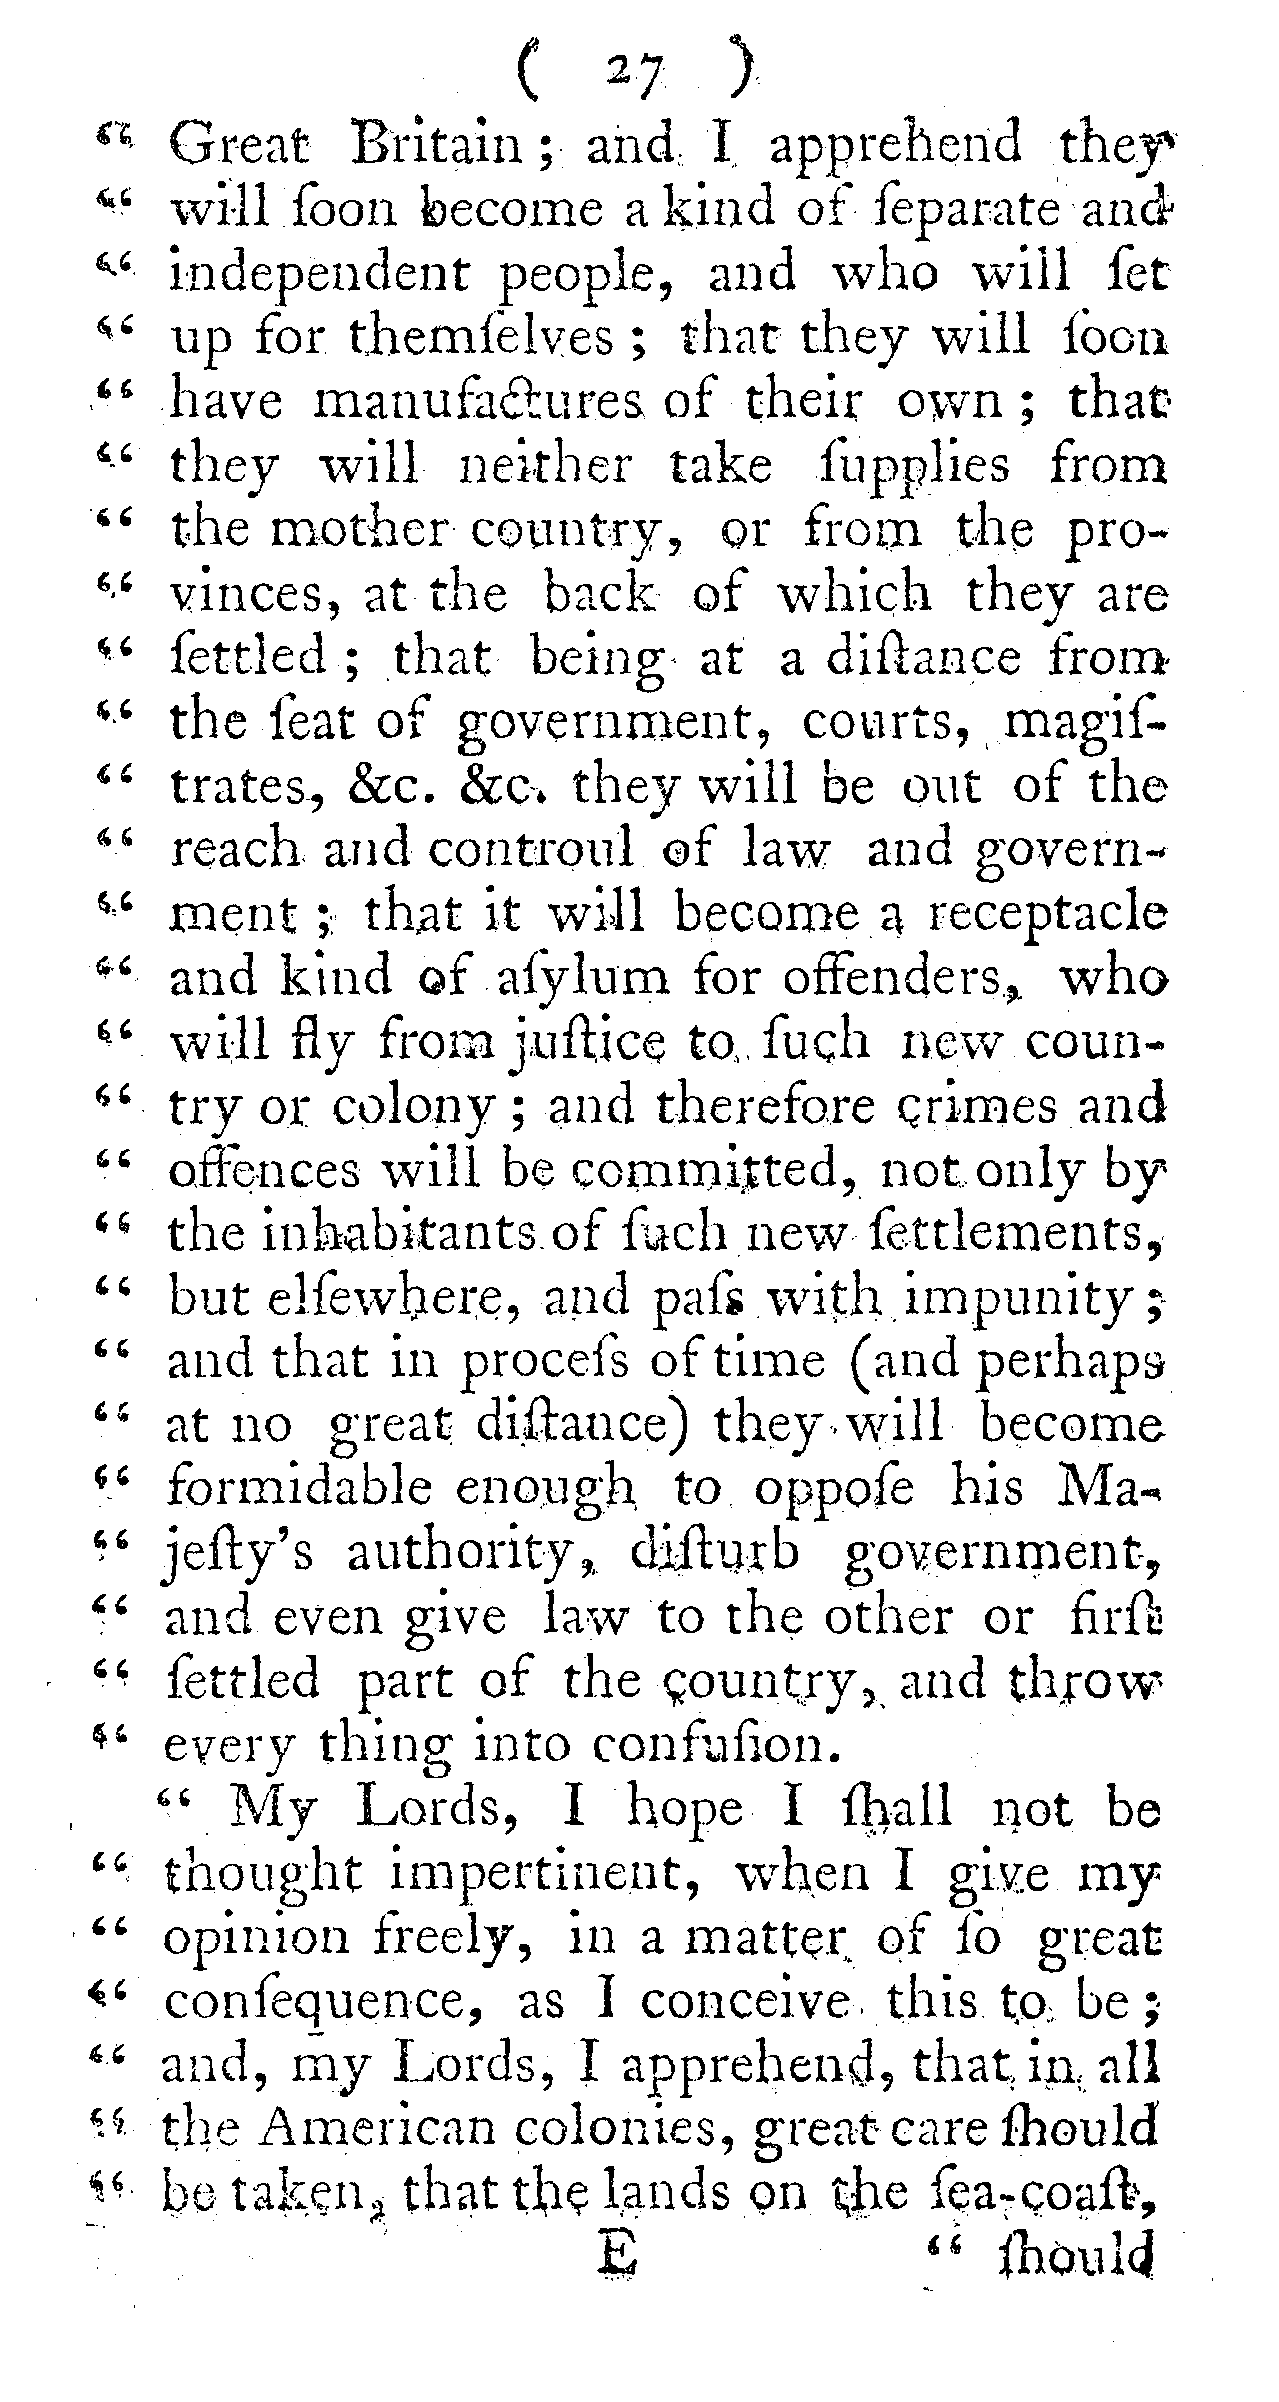 ( 27 )
“ Great Britain ; and I apprehend they
“ will ſoon become a kind of ſeparate and
“ independent people, and who will ſet
“ up for themſelves ; that they will ſoon
“ have manufactures of their own ; that
“ they will neither take ſupplies from
“ the mother country, or from the pro-
“ vinces, at the back of which they are
“ ſettled ; that being at a diſtance from
“ the ſeat of government, courts, magiſ-
“ trates, &c. &c. they will be out of the
“ reach and controul of law and govern-
“ ment ; that it will become a receptacle
“ and kind of aſylum for offenders, who
“ will fly from juſtice to ſuch new coun-
“ try or colony ; and therefore crimes and
“ offences will be committed, not only by
“ the inhabitants of ſuch new ſettlements,
“ but elſewhere, and paſs with impunity ;
“ and that in proceſs of time (and perhaps
“ at no great diſtance) they will become
“ formidable enough to oppoſe his Ma-
“ jeſty’s authority, diſturb government,
“ and even give law to the other or firſt
“ ſettled part of the country, and throw
“ every thing into confuſion.
“ My Lords, I hope I ſhall not be
“ thought impertinent, when I give my
“ opinion freely, in a matter of ſo great
“ conſequence, as I conceive this to be ;
“ and, my Lords, I apprehend, that in all
“ the American colonies, great care ſhould
“ be taken, that the lands on the ſea-coaſt,
E “ ſhould